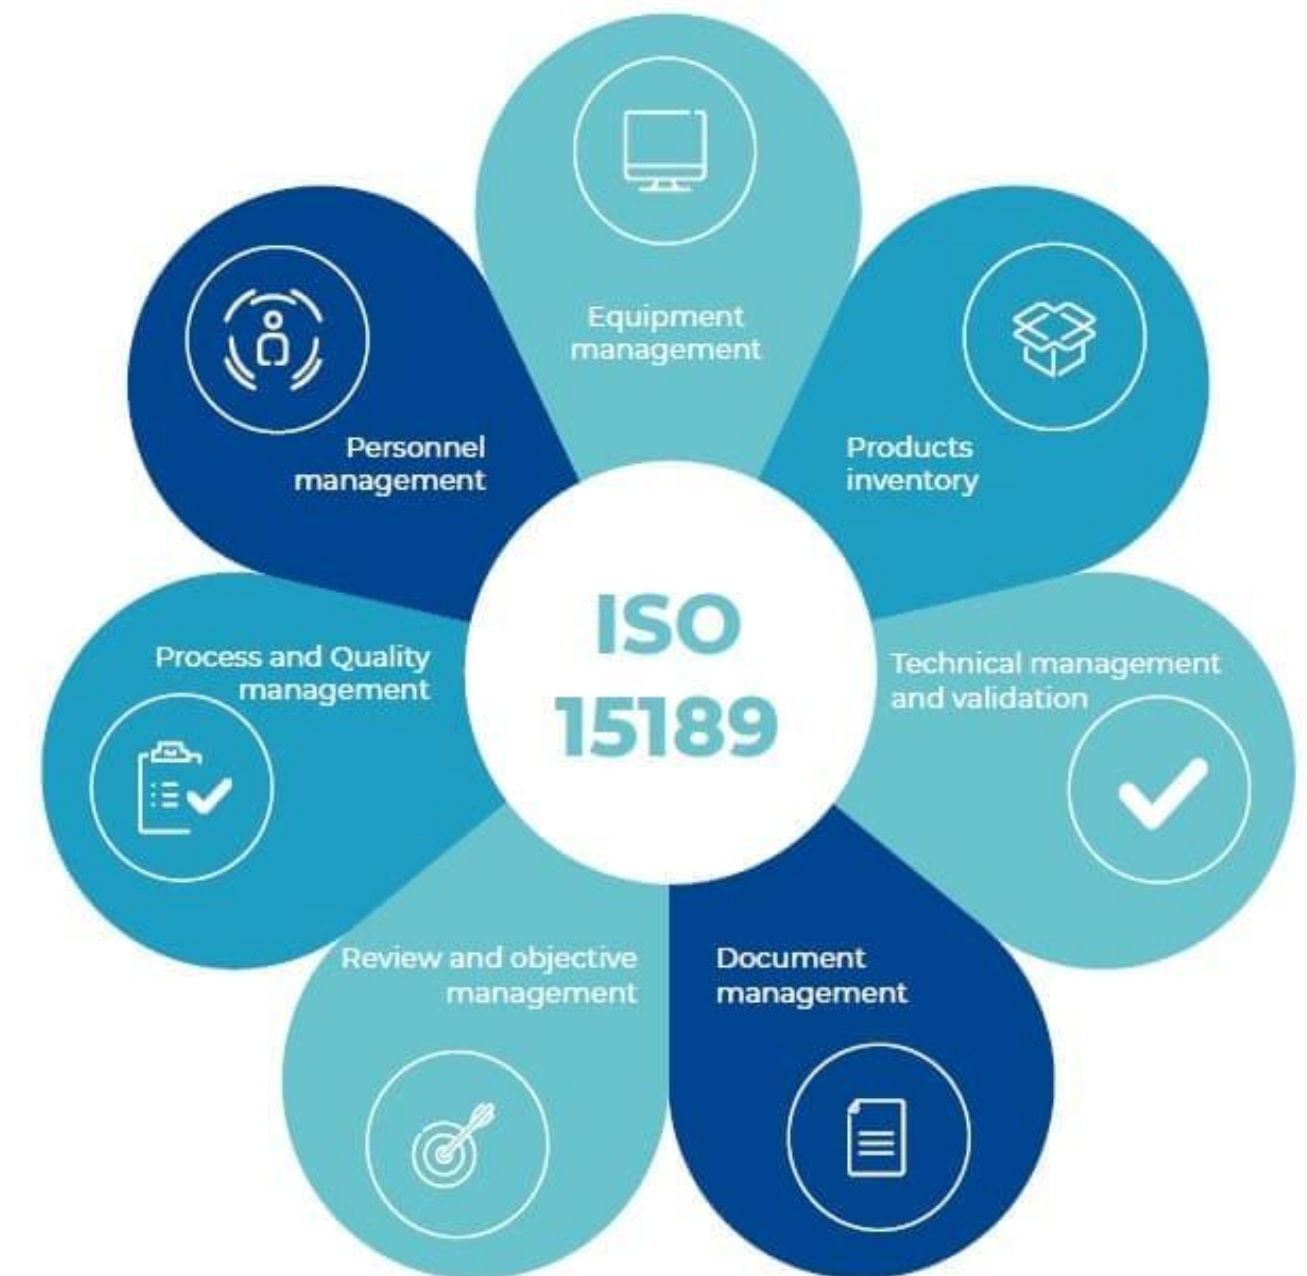 Equipment
management
Products
inventory
Technical management
and validation
Document
management
Review and objective
management
Process and Quality
management
Personnel
management
ISO
15189